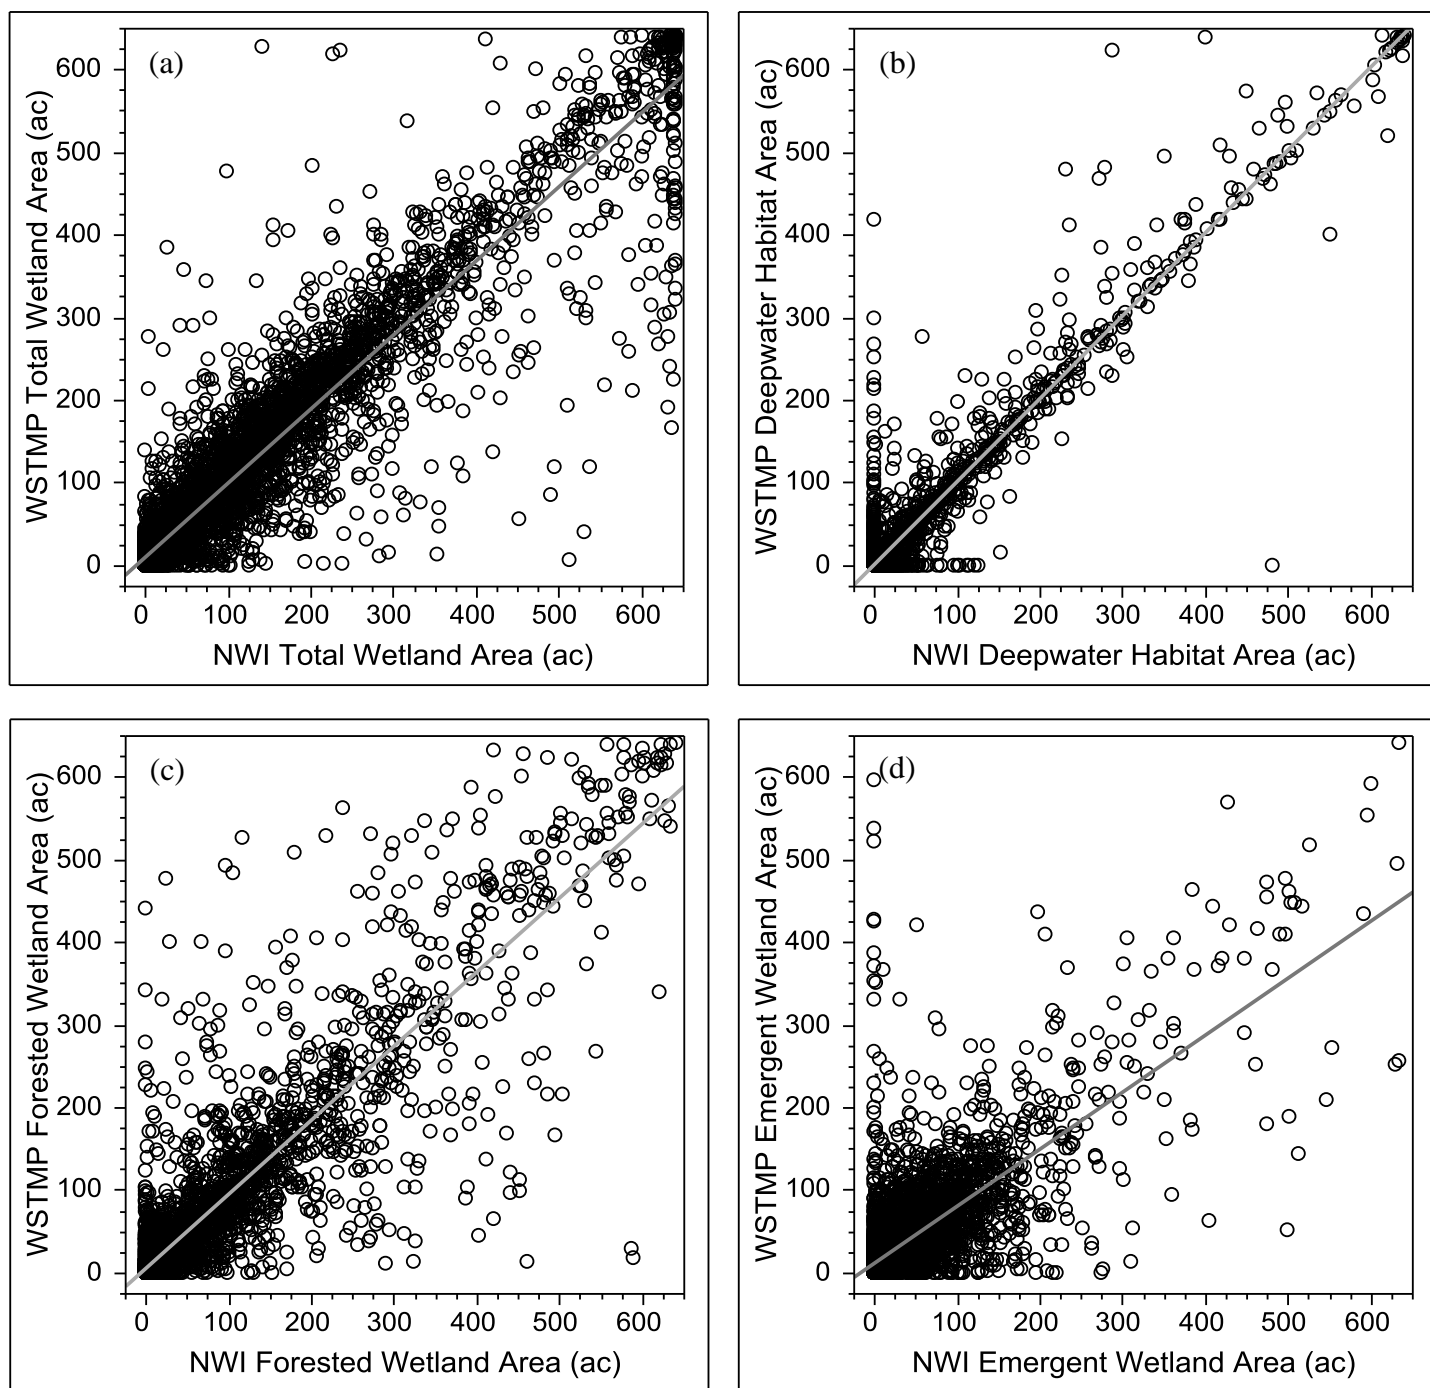 (a)
WSTMP Total Wetland Area (ac)
600
500
400
300
200
100
0
0 100 200 300 400 500 600
NWI Total Wetland Area (ac)
(b)
WSTMP Deepwater Habitat Area (ac)
600
500
400
300
200
100
0
0 100 200 300 400 500 600
NWI Deepwater Habitat Area (ac)
(c)
WSTMP Forested Wetland Area (ac)
600
500
400
300
200
100
0
0 100 200 300 400 500 600
NWI Forested Wetland Area (ac)
(d)
WSTMP Emergent Wetland Area (ac)
600
500
400
300
200
100
0
0 100 200 300 400 500 600
NWI Emergent Wetland Area (ac)